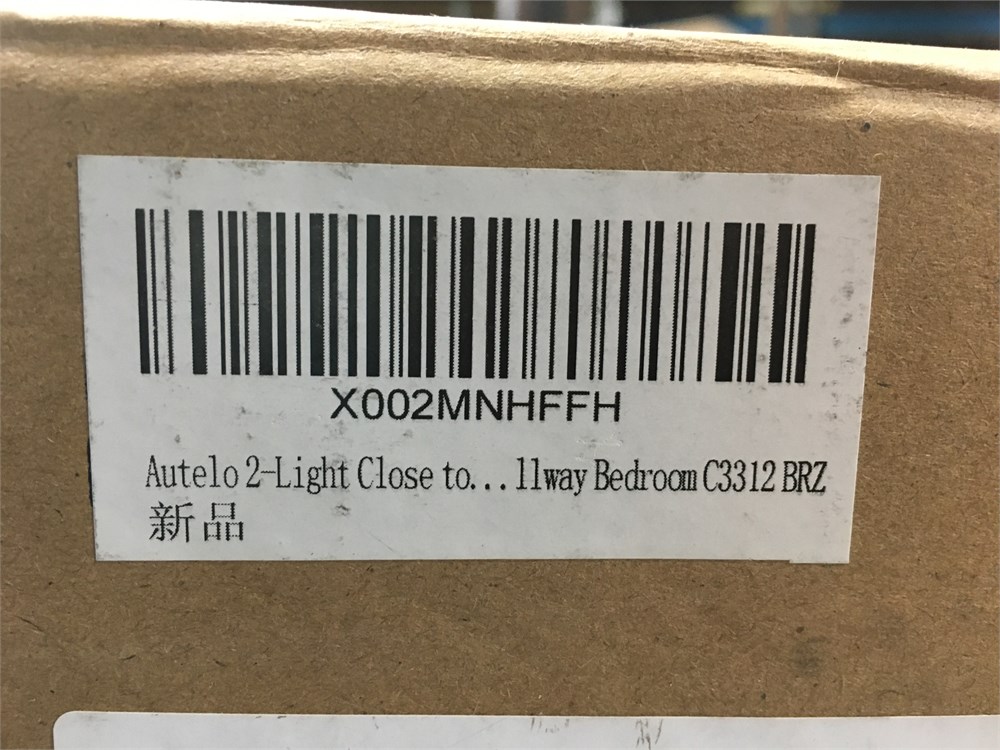 X002MNHFFH
Autelo 2-Light Close to...llway Bedroom C3312 BRZ
新品